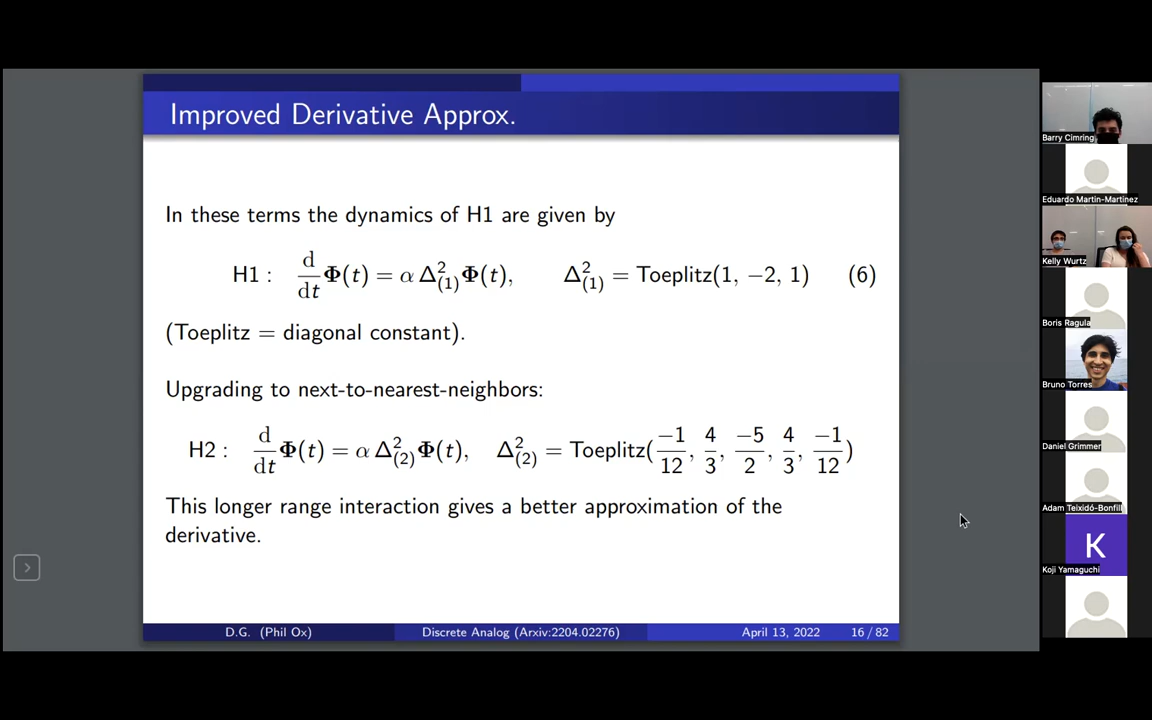 Improved Derivative Approx.
In these terms the dynamics of H1 are given by
H1 : d/dt Φ(t) = α Δ²₍₁₎Φ(t), Δ²₍₁₎ = Toeplitz(1, −2, 1) (6)
(Toeplitz = diagonal constant).
Upgrading to next-to-nearest-neighbors:
H2 : d/dt Φ(t) = α Δ²₍₂₎Φ(t), Δ²₍₂₎ = Toeplitz(−1/12, 4/3, −5/2, 4/3, −1/12)
This longer range interaction gives a better approximation of the
derivative.
D.G. (Phil Ox) Discrete Analog (Arxiv:2204.02276) April 13, 2022 16 / 82
Barry Cimring
Eduardo Martin-Martinez
Kelly Wurtz
Boris Ragula
Bruno Torres
Daniel Grimmer
Adam Teixidó-Bonfill
K
Koji Yamaguchi